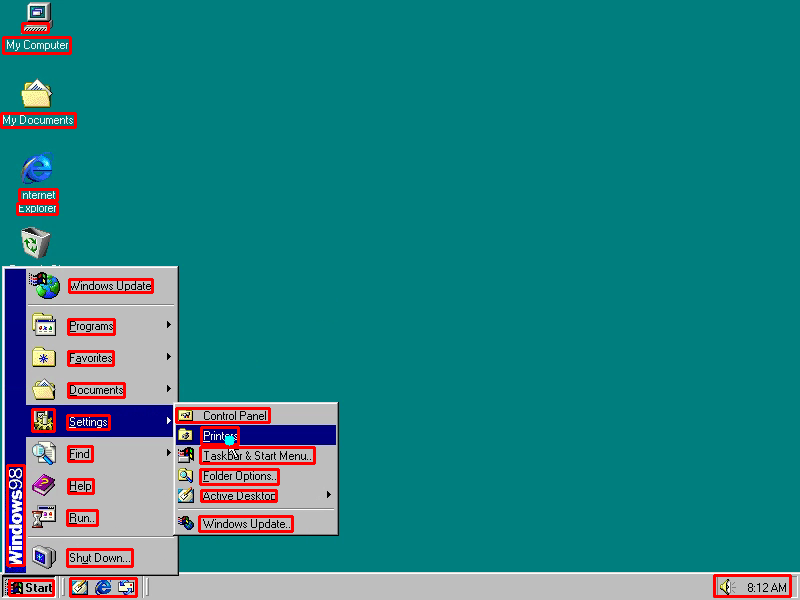 My Computer
My Documents
Internet
Explorer
Windows Update
Programs
Favorites
Documents
Settings
Find
Help
Run...
Shut Down...
Windows98
Control Panel
Printers
Taskbar & Start Menu...
Folder Options...
Active Desktop
Windows Update...
Start
8:12 AM